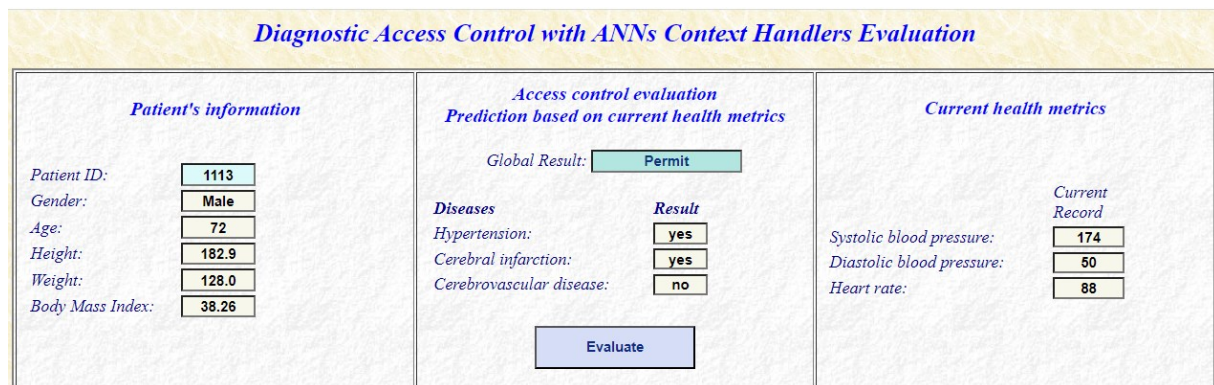 Diagnostic Access Control with ANNs Context Handlers Evaluation
Patient's information
Patient ID: 1113
Gender: Male
Age: 72
Height: 182.9
Weight: 128.0
Body Mass Index: 38.26
Access control evaluation
Prediction based on current health metrics
Global Result: Permit
Diseases Result
Hypertension: yes
Cerebral infarction: yes
Cerebrovascular disease: no
Evaluate
Current health metrics
Current
Record
Systolic blood pressure: 174
Diastolic blood pressure: 50
Heart rate: 88